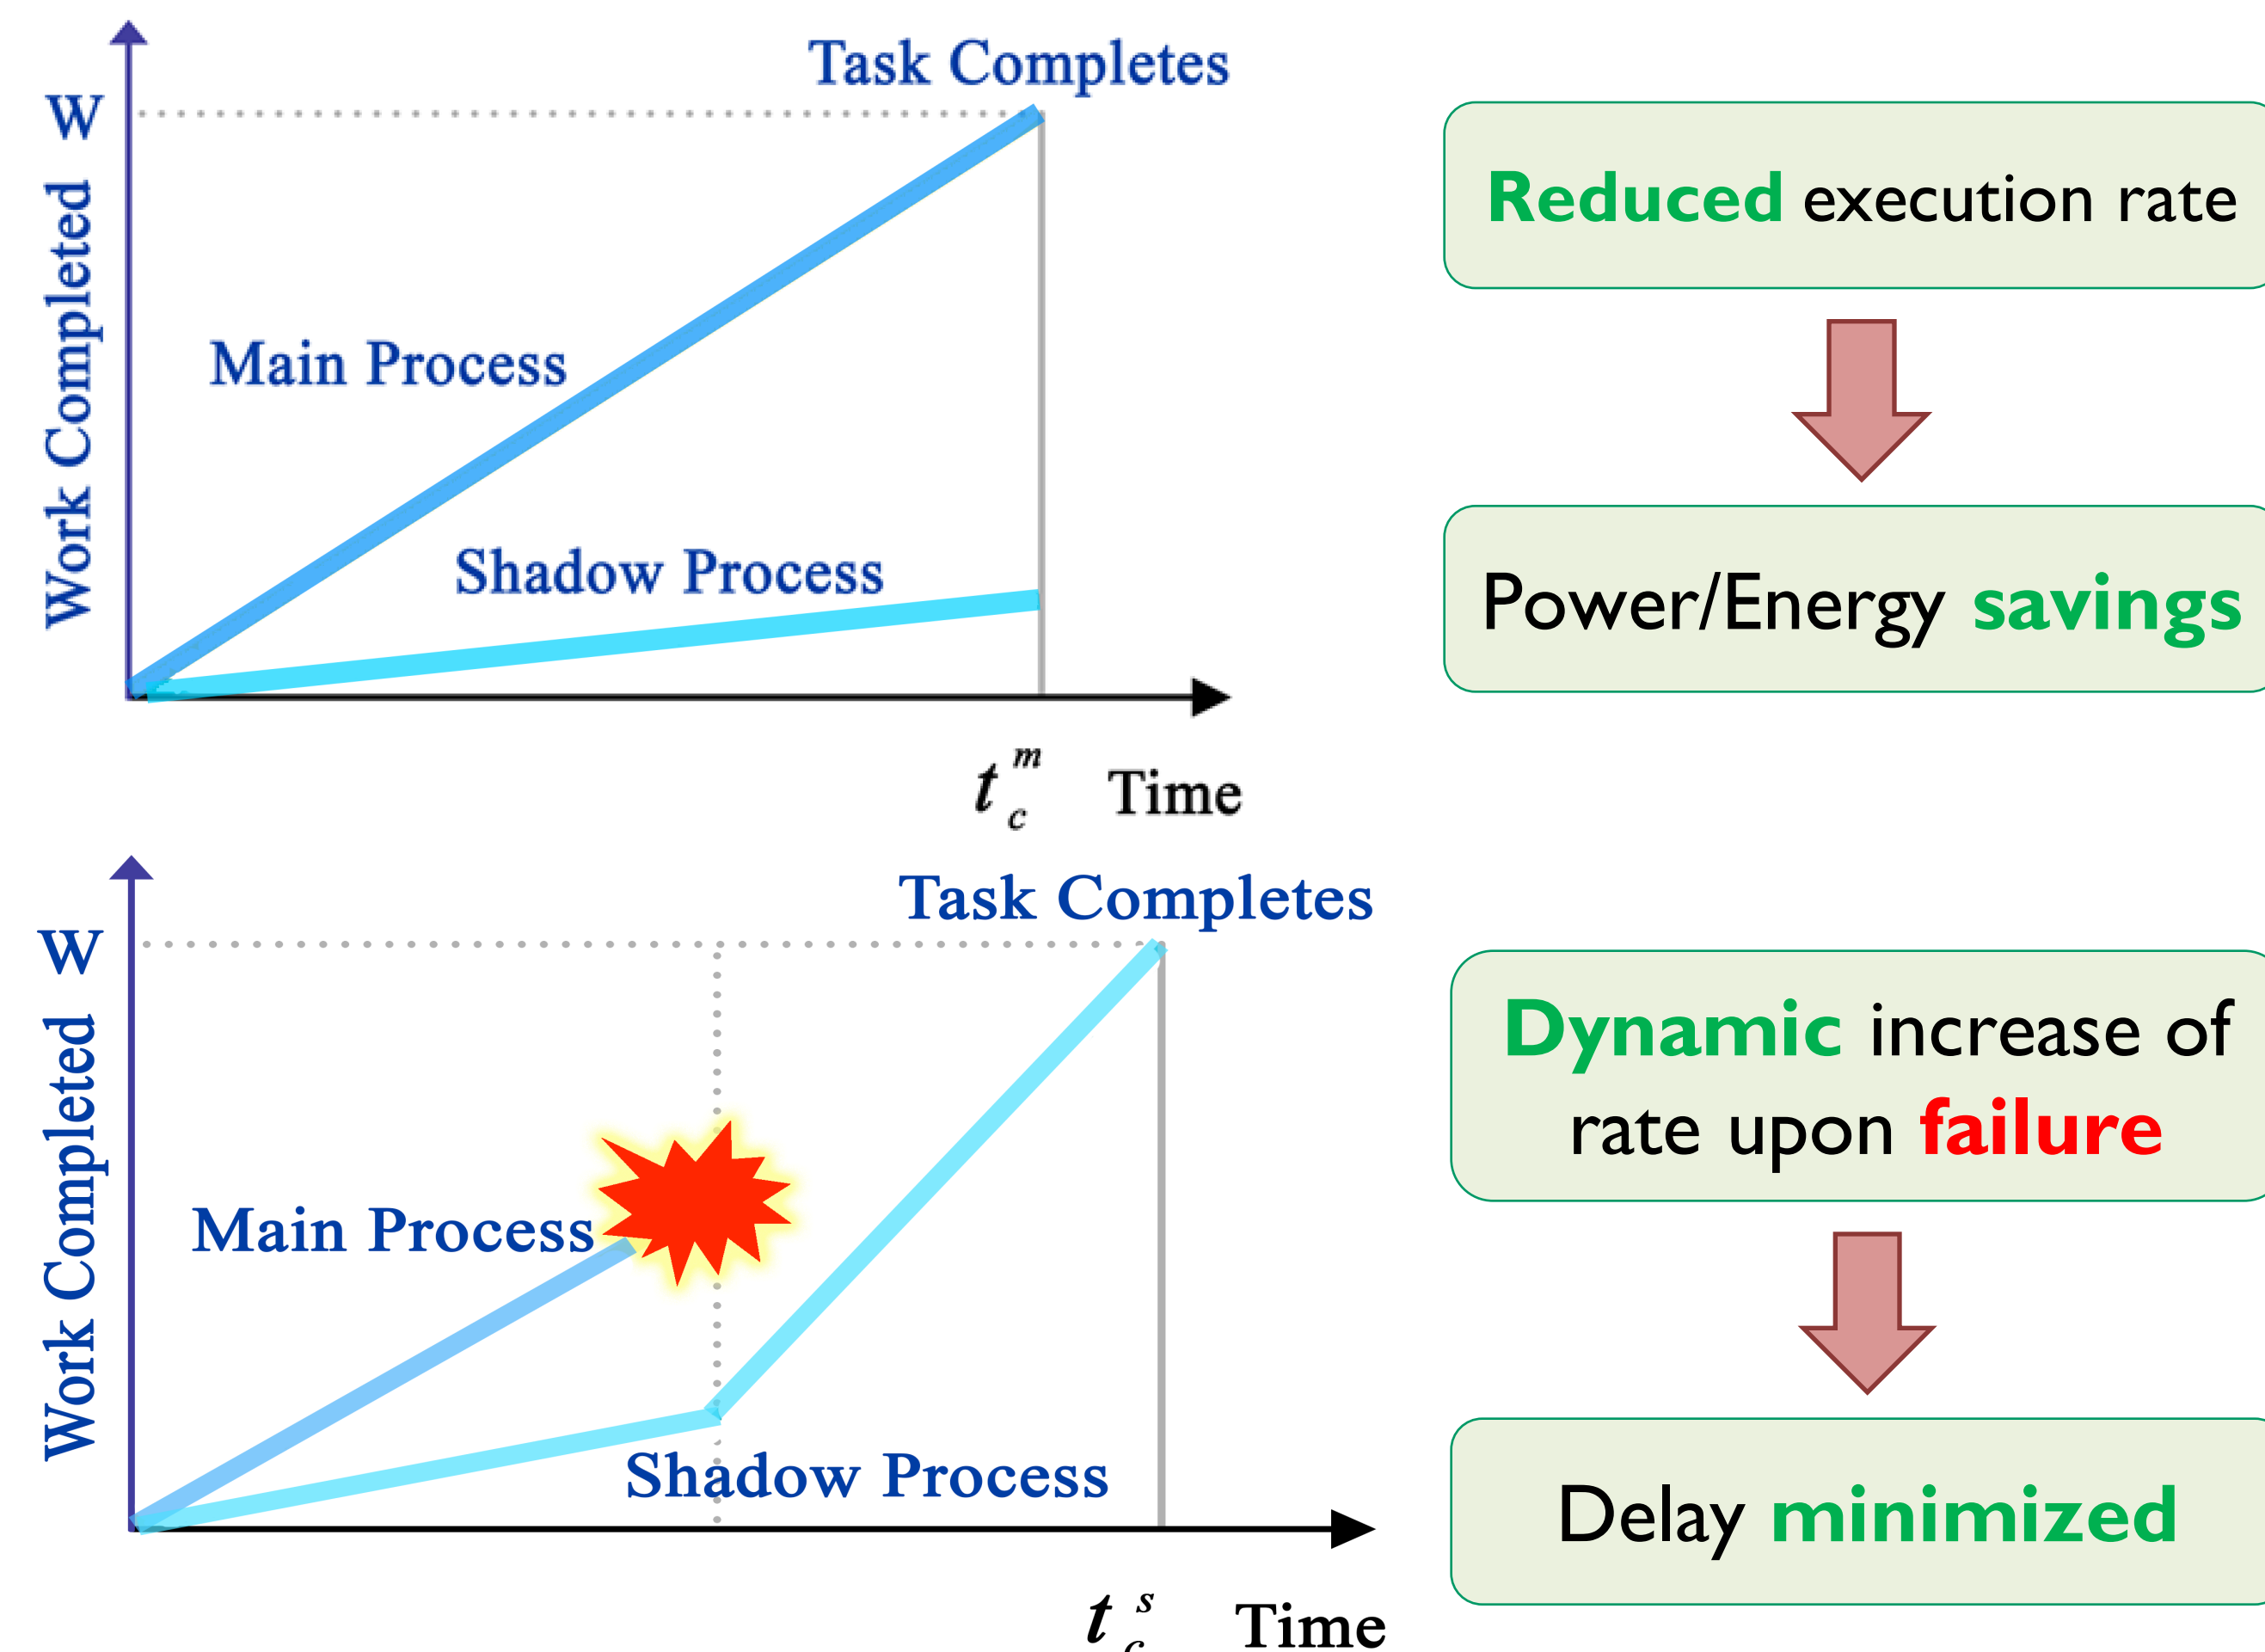 Task Completes
W
Work Completed
Main Process
Shadow Process
t m c
Time
Reduced execution rate
Power/Energy savings
Task Completes
W
Work Completed
Main Process
Shadow Process
t s c
Time
Dynamic increase of
rate upon failure
Delay minimized